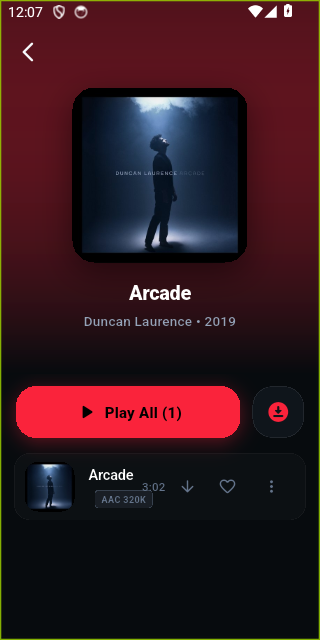 12:07
DUNCAN LAURENCE ARCADE
Arcade
Duncan Laurence • 2019
Play All (1)
Arcade
3:02
AAC 320K